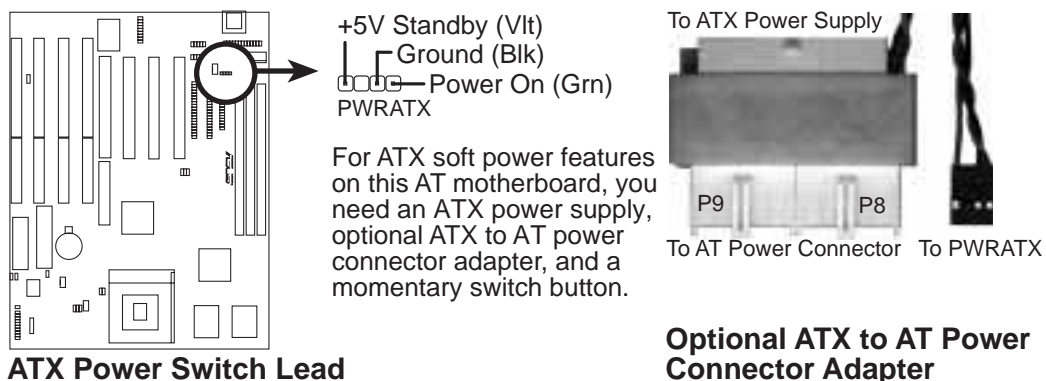 +5V Standby (Vlt)
Ground (Blk)
Power On (Grn)
PWRATX
For ATX soft power features
on this AT motherboard, you
need an ATX power supply,
optional ATX to AT power
connector adapter, and a
momentary switch button.
ATX Power Switch Lead
To ATX Power Supply
P9
P8
To AT Power Connector
To PWRATX
Optional ATX to AT Power
Connector Adapter